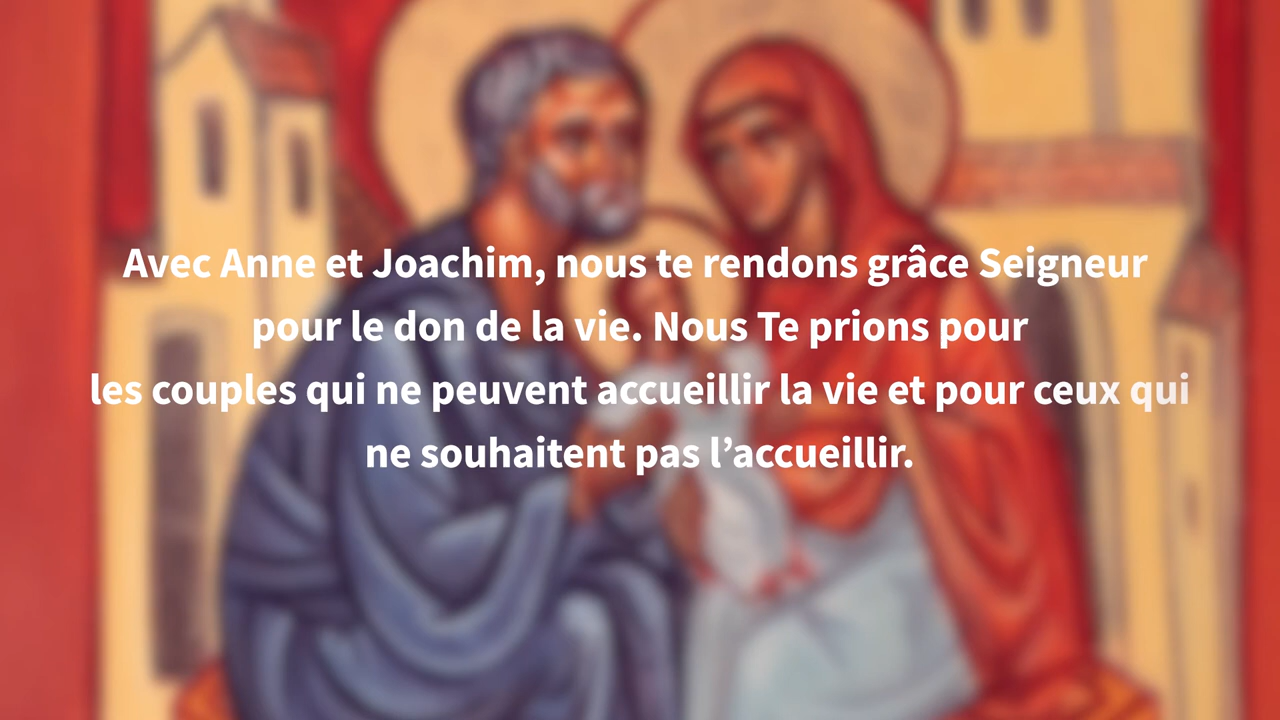 Avec Anne et Joachim, nous te rendons grâce Seigneur
pour le don de la vie. Nous Te prions pour
les couples qui ne peuvent accueillir la vie et pour ceux qui
ne souhaitent pas l’accueillir.